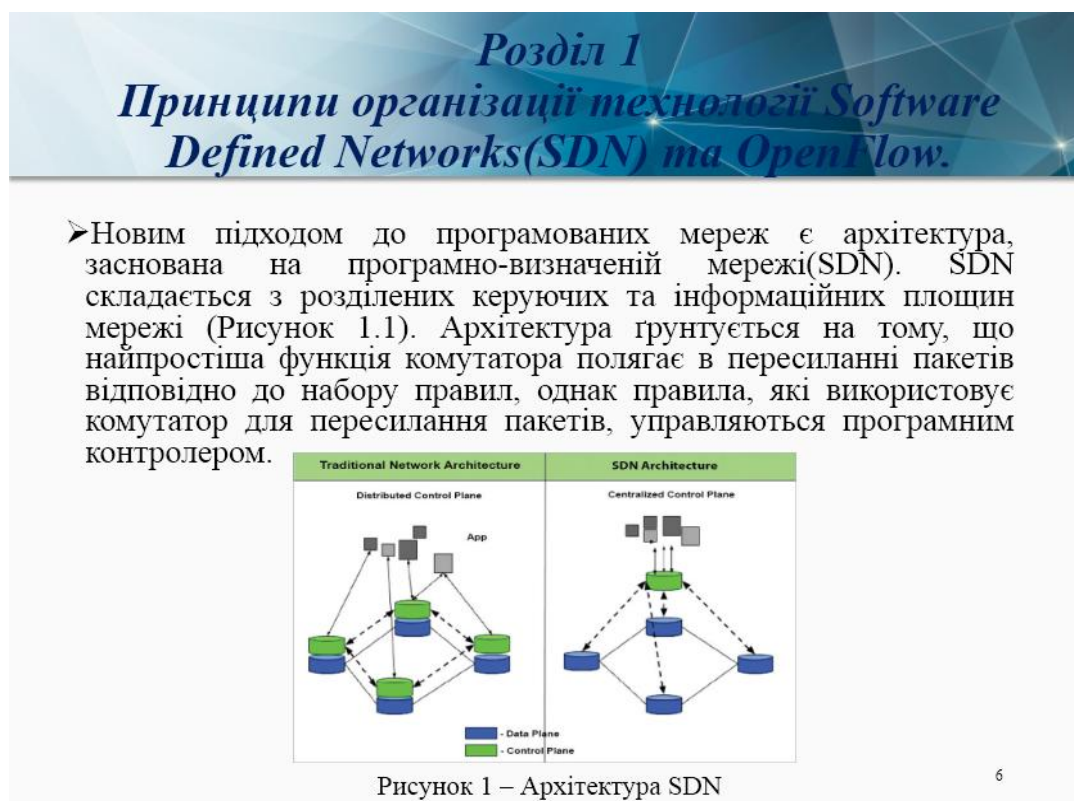 Розділ 1
Принципи організації технології Software
Defined Networks(SDN) та OpenFlow.
➢Новим підходом до програмованих мереж є архітектура,
заснована на програмно-визначеній мережі(SDN). SDN
складається з розділених керуючих та інформаційних площин
мережі (Рисунок 1.1). Архітектура ґрунтується на тому, що
найпростіша функція комутатора полягає в пересиланні пакетів
відповідно до набору правил, однак правила, які використовує
комутатор для пересилання пакетів, управляються програмним
контролером.
Traditional Network Architecture
Distributed Control Plane
App
SDN Architecture
Centralized Control Plane
- Data Plane
- Control Plane
Рисунок 1 – Архітектура SDN
6